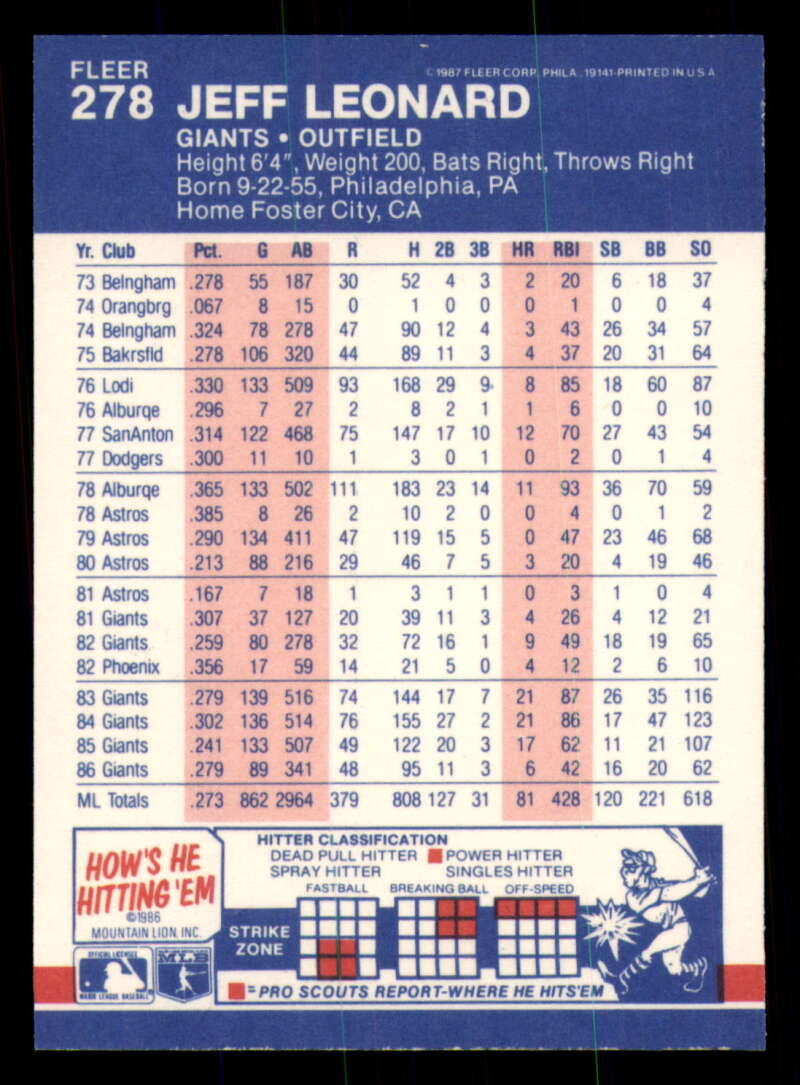 FLEER ©1987 FLEER CORP. PHILA. 19141-PRINTED IN U S A
278 JEFF LEONARD
GIANTS • OUTFIELD
Height 6'4", Weight 200, Bats Right, Throws Right
Born 9-22-55, Philadelphia, PA
Home Foster City, CA
Yr. Club Pct. G AB R H 2B 3B HR RBI SB BB SO
73 Belngham .278 55 187 30 52 4 3 2 20 6 18 37
74 Orangbrg .067 8 15 0 1 0 0 0 1 0 0 4
74 Belngham .324 78 278 47 90 12 4 3 43 26 34 57
75 Bakrsfld .278 106 320 44 89 11 3 4 37 20 31 64
76 Lodi .330 133 509 93 168 29 9 8 85 18 60 87
76 Alburqe .296 7 27 2 8 2 1 1 6 0 0 10
77 SanAnton .314 122 468 75 147 17 10 12 70 27 43 54
77 Dodgers .300 11 10 1 3 0 1 0 2 0 1 4
78 Alburqe .365 133 502 111 183 23 14 11 93 36 70 59
78 Astros .385 8 26 2 10 2 0 0 4 0 1 2
79 Astros .290 134 411 47 119 15 5 0 47 23 46 68
80 Astros .213 88 216 29 46 7 5 3 20 4 19 46
81 Astros .167 7 18 1 3 1 1 0 3 1 0 4
81 Giants .307 37 127 20 39 11 3 4 26 4 12 21
82 Giants .259 80 278 32 72 16 1 9 49 18 19 65
82 Phoenix .356 17 59 14 21 5 0 4 12 2 6 10
83 Giants .279 139 516 74 144 17 7 21 87 26 35 116
84 Giants .302 136 514 76 155 27 2 21 86 17 47 123
85 Giants .241 133 507 49 122 20 3 17 62 11 21 107
86 Giants .279 89 341 48 95 11 3 6 42 16 20 62
ML Totals .273 862 2964 379 808 127 31 81 428 120 221 618
HOW'S HE
HITTING 'EM
©1986
MOUNTAIN LION, INC.
HITTER CLASSIFICATION
DEAD PULL HITTER POWER HITTER
SPRAY HITTER SINGLES HITTER
FASTBALL BREAKING BALL OFF-SPEED
STRIKE
ZONE
=PRO SCOUTS REPORT-WHERE HE HITS'EM
OFFICIAL LICENSEE
MAJOR LEAGUE BASEBALL